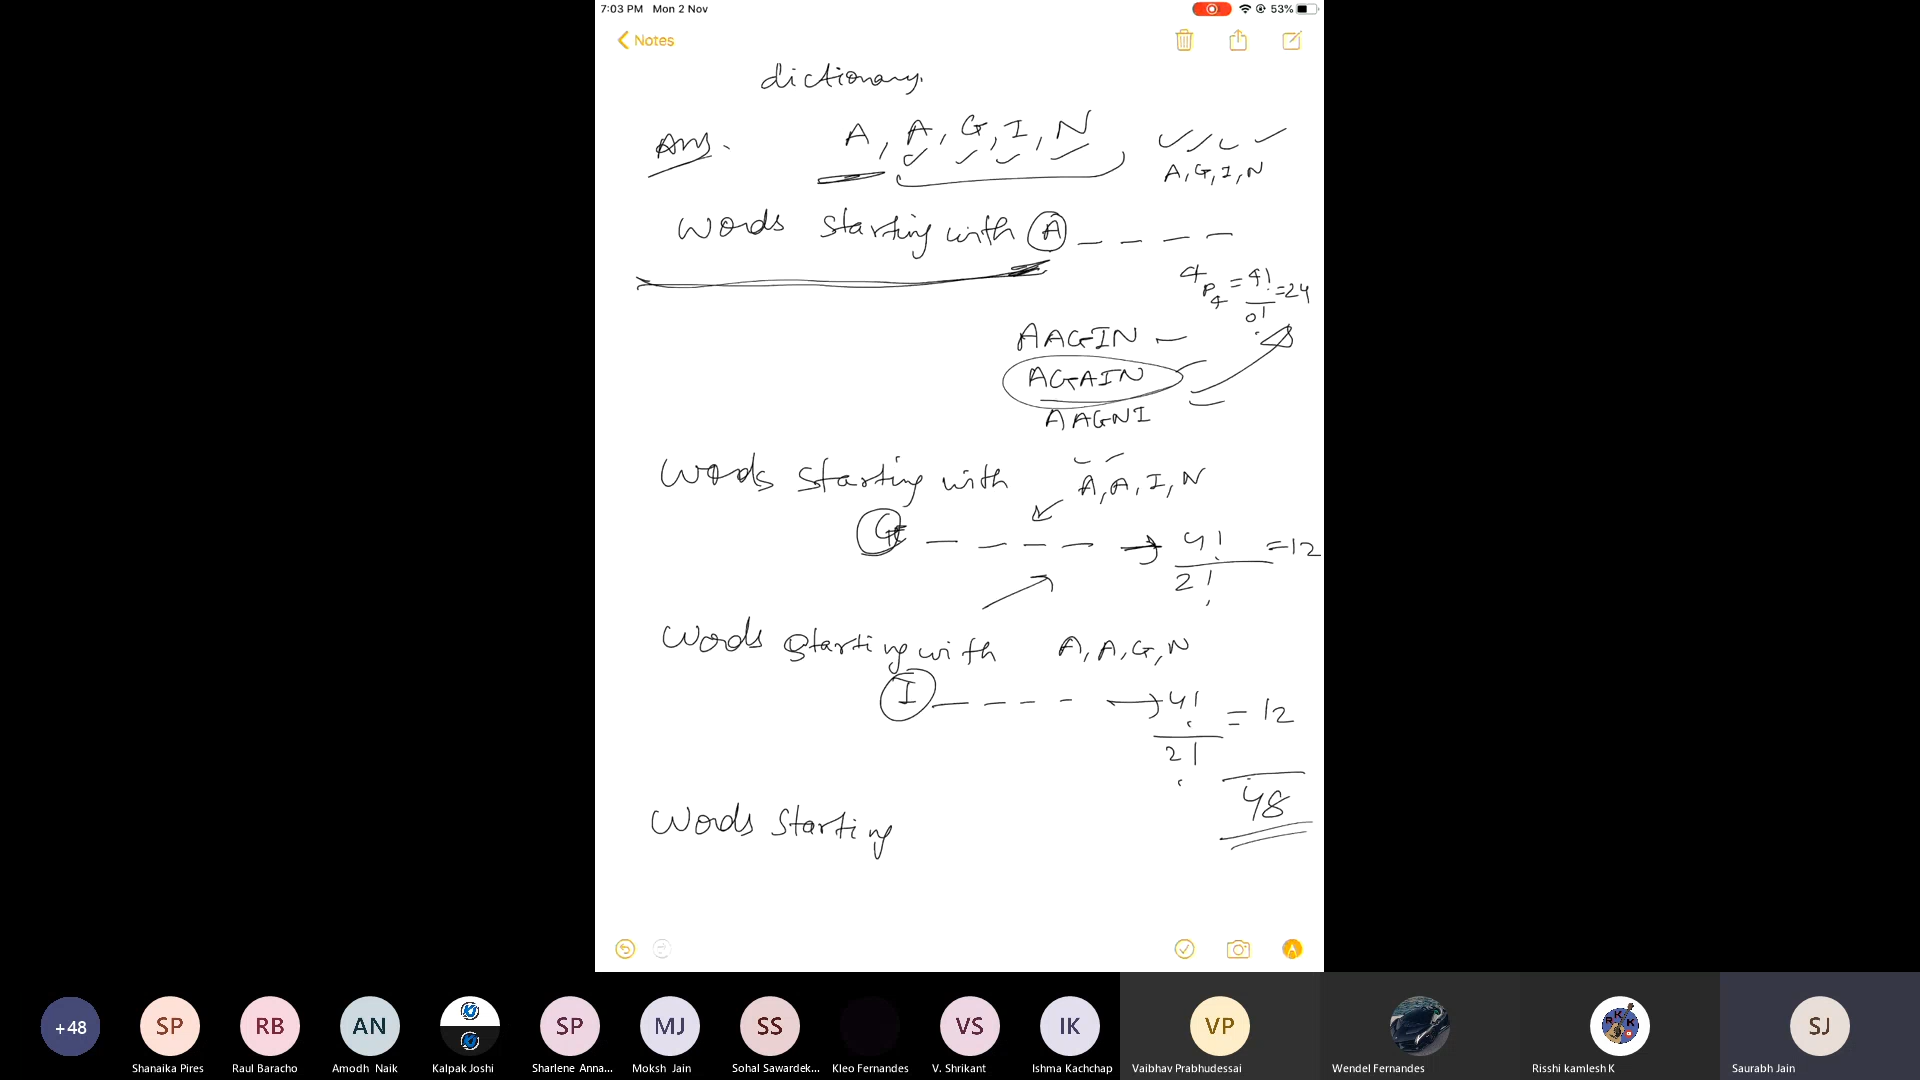 7:03 PM Mon 2 Nov 53%
Notes
dictionary.
Ans. A, A, G, I, N
A, G, I, N
Words starting with A _ _ _ _
4P4 = 4!/0! = 24
AAGIN
AGAIN
AAGNI
Words starting with A, A, I, N
G _ _ _ _ → 4!/2! = 12
Words starting with A, A, G, N
I _ _ _ _ → 4!/2! = 12
48
Words starting
+48 SP RB AN SP MJ SS VS IK VP SJ
Shanaika Pires Raul Baracho Amodh Naik Kalpak Joshi Sharlene Anna... Moksh Jain Sohal Sawardek... Kleo Fernandes V. Shrikant Ishma Kachchap Vaibhav Prabhudessai Wendel Fernandes Risshi kamlesh K Saurabh Jain